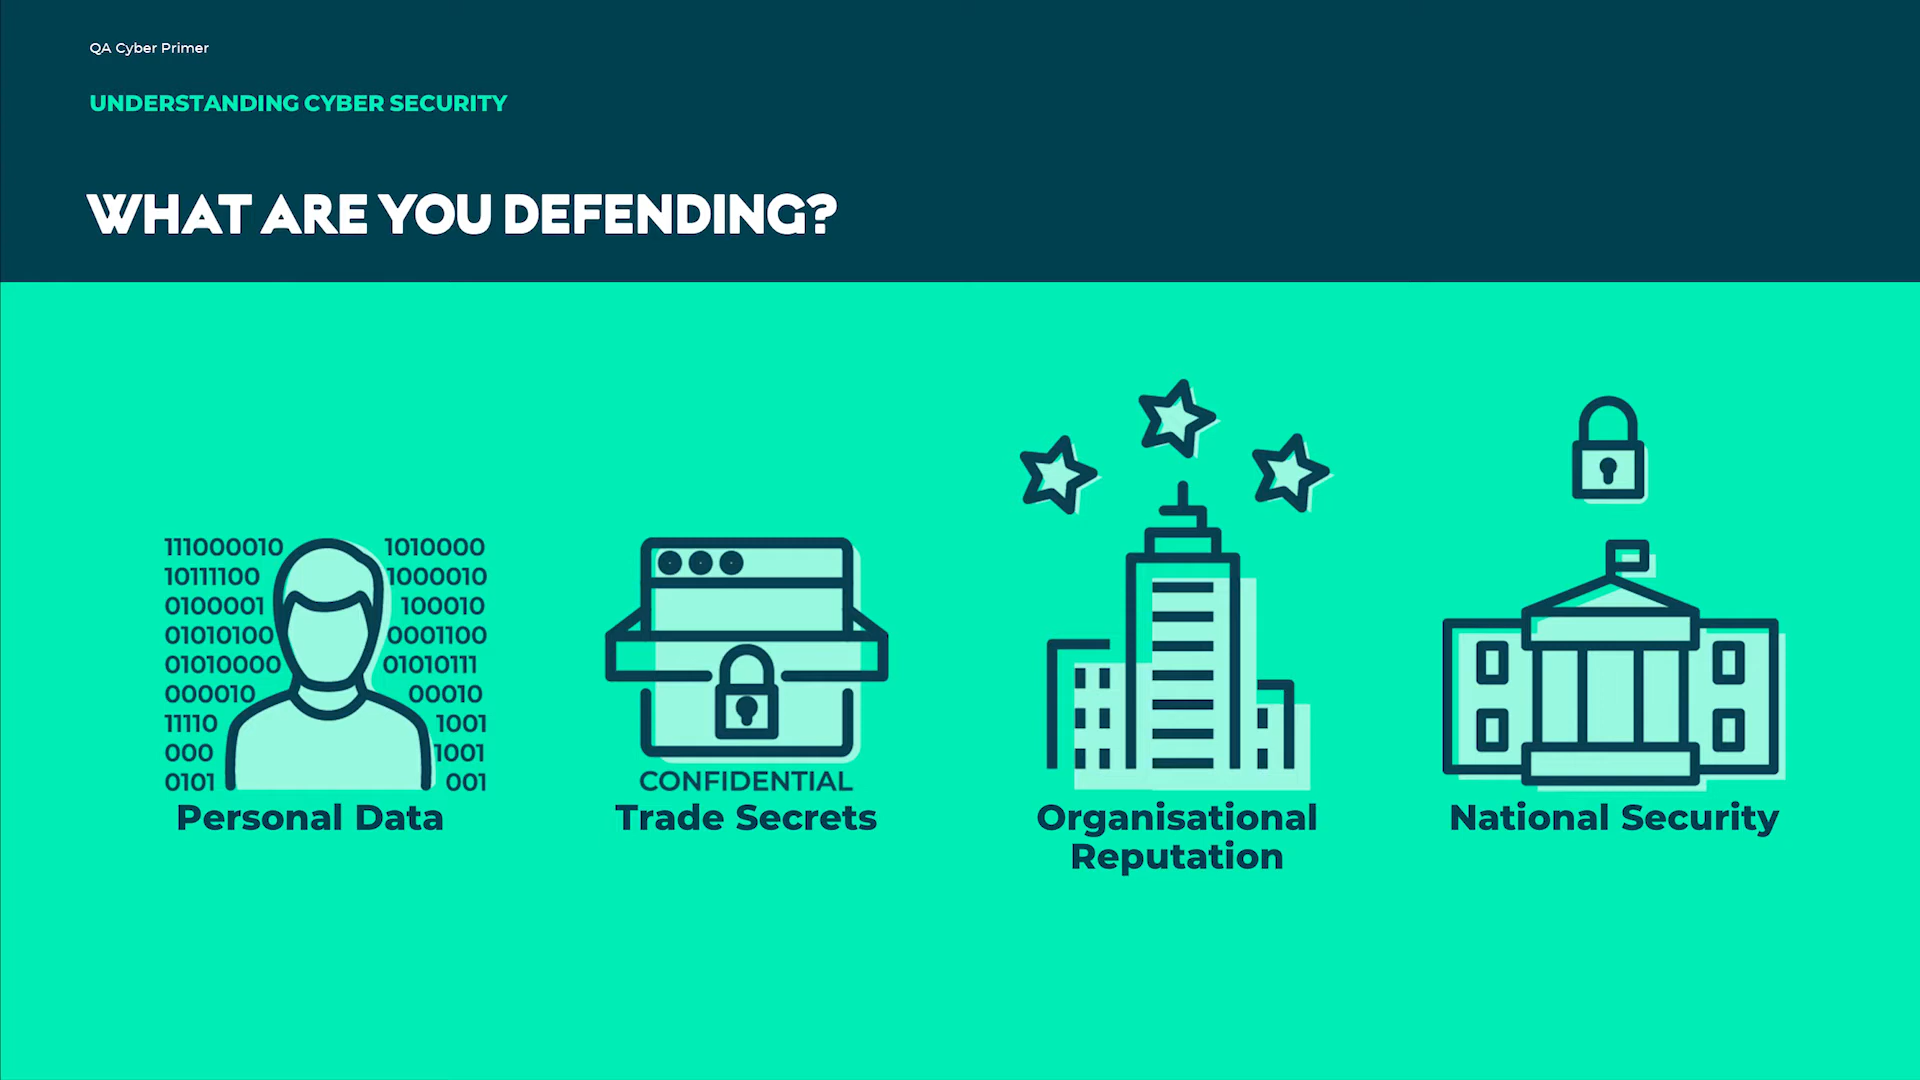 QA Cyber Primer
UNDERSTANDING CYBER SECURITY
WHAT ARE YOU DEFENDING?
111000010
10111100
0100001
01010100
01010000
000010
11110
000
0101
1010000
1000010
100010
0001100
01010111
00010
1001
1001
001
Personal Data
CONFIDENTIAL
Trade Secrets
Organisational
Reputation
National Security